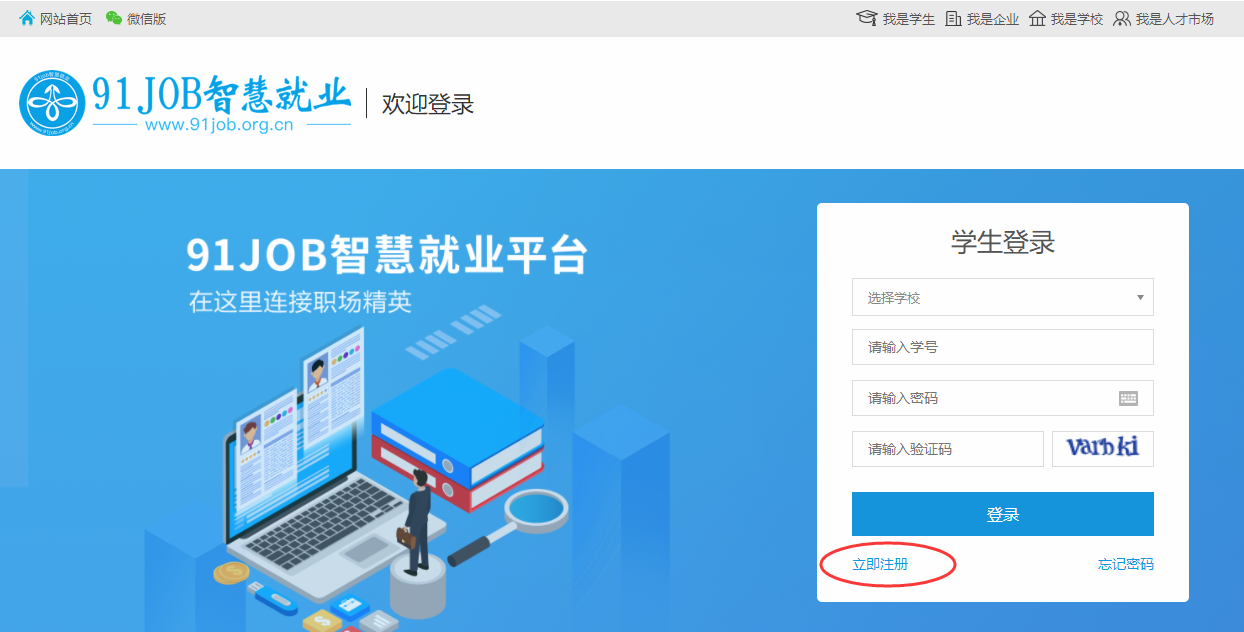 网站首页 微信版 我是学生 我是企业 我是学校 我是人才市场
91JOB智慧就业 欢迎登录
www.91job.org.cn
91JOB智慧就业平台
在这里连接职场精英
学生登录
选择学校
请输入学号
请输入密码
请输入验证码
登录
立即注册 忘记密码